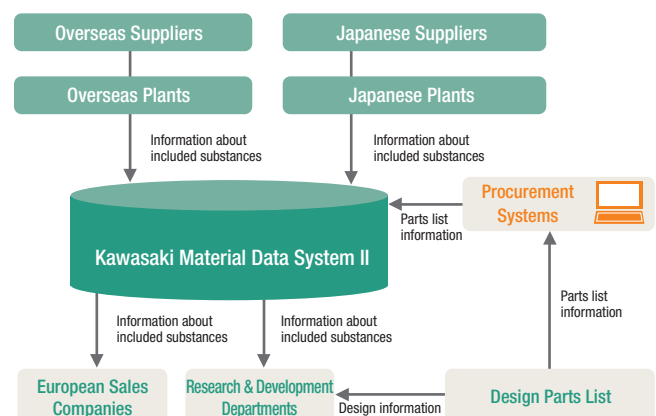 Overseas Suppliers
Japanese Suppliers
Overseas Plants
Japanese Plants
Information about
included substances
Information about
included substances
Procurement
Systems
Parts list
information
Kawasaki Material Data System II
Parts list
information
Information about
included substances
Information about
included substances
European Sales
Companies
Research & Development
Departments
Design information
Design Parts List